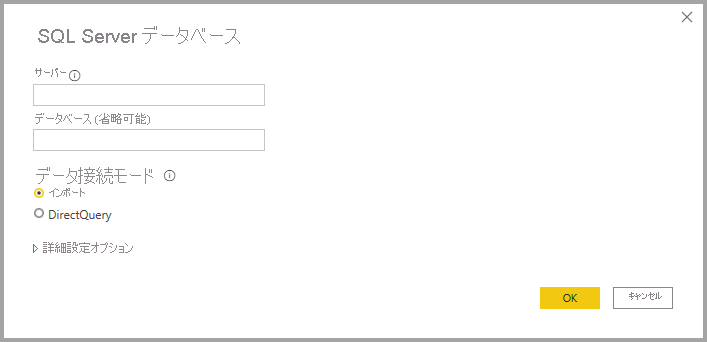 SQL Server データベース
サーバー
データベース (省略可能)
データ接続モード
インポート
DirectQuery
詳細設定オプション
OK
キャンセル